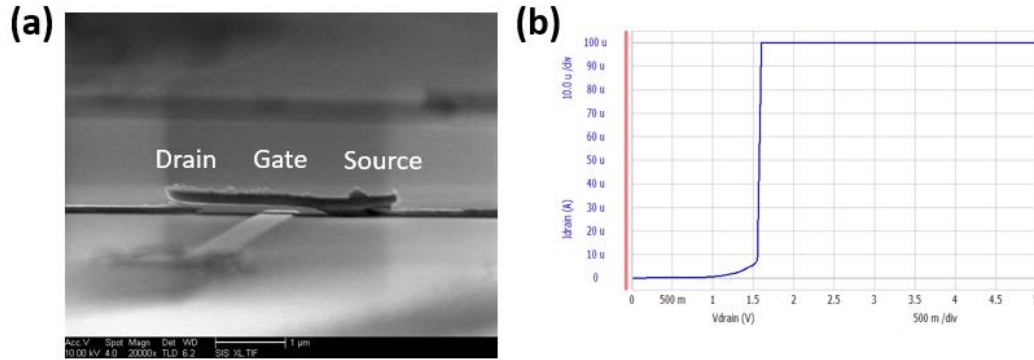 (a)
Drain Gate Source
Acc.V Spot Magn Det WD
10.00 kV 4.0 20000x TLD 6.2 SIS XL.TIF
1 µm
(b)
10.0 u /div
Idrain (A)
100 u
90 u
80 u
70 u
60 u
50 u
40 u
30 u
20 u
10 u
0
0 500 m 1 1.5 2 2.5 3 3.5 4 4.5 5
Vdrain (V) 500 m /div